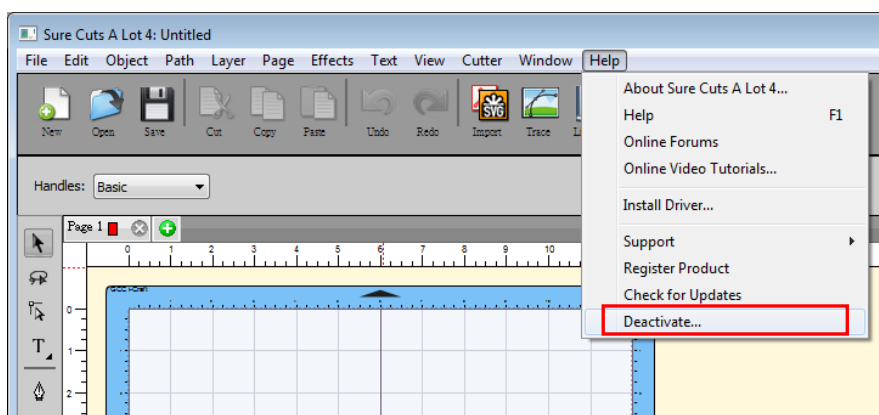 Sure Cuts A Lot 4: Untitled
File Edit Object Path Layer Page Effects Text View Cutter Window Help
SVG
New Open Save Cut Copy Paste Undo Redo Import Trace
About Sure Cuts A Lot 4...
Help F1
Online Forums
Online Video Tutorials...
Install Driver...
Support
Register Product
Check for Updates
Deactivate...
Handles: Basic
Page 1
0 1 2 3 4 5 6 7 8 9 10
T
0
1
2